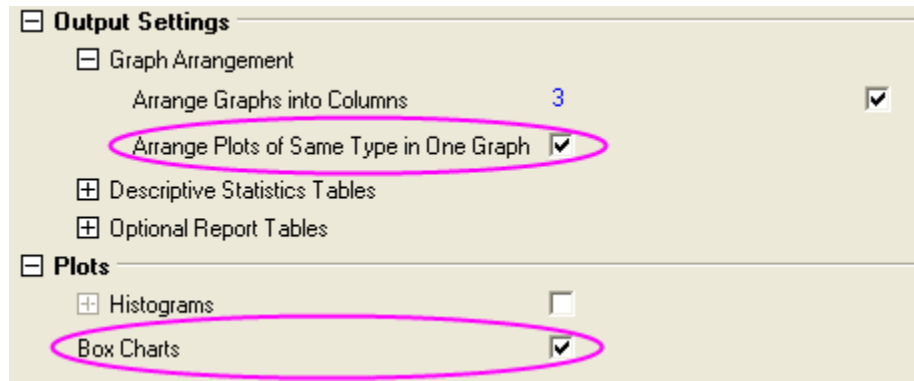 Output Settings
Graph Arrangement
Arrange Graphs into Columns 3
Arrange Plots of Same Type in One Graph
Descriptive Statistics Tables
Optional Report Tables
Plots
Histograms
Box Charts